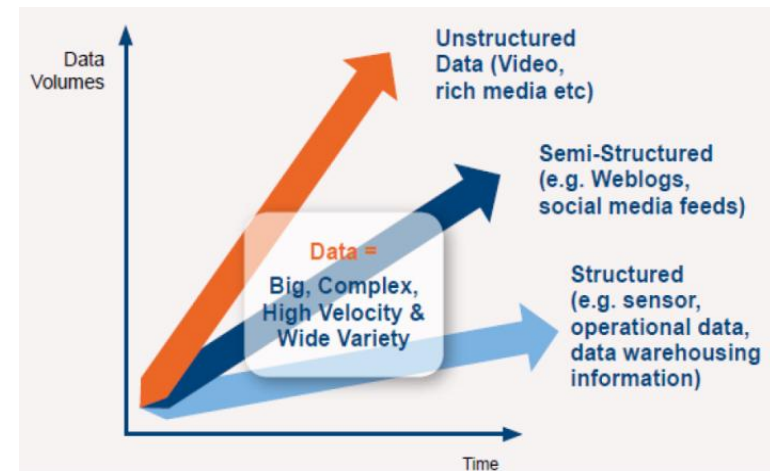 Data
Volumes
Unstructured
Data (Video,
rich media etc)
Semi-Structured
(e.g. Weblogs,
social media feeds)
Data =
Big, Complex,
High Velocity &
Wide Variety
Structured
(e.g. sensor,
operational data,
data warehousing
information)
Time